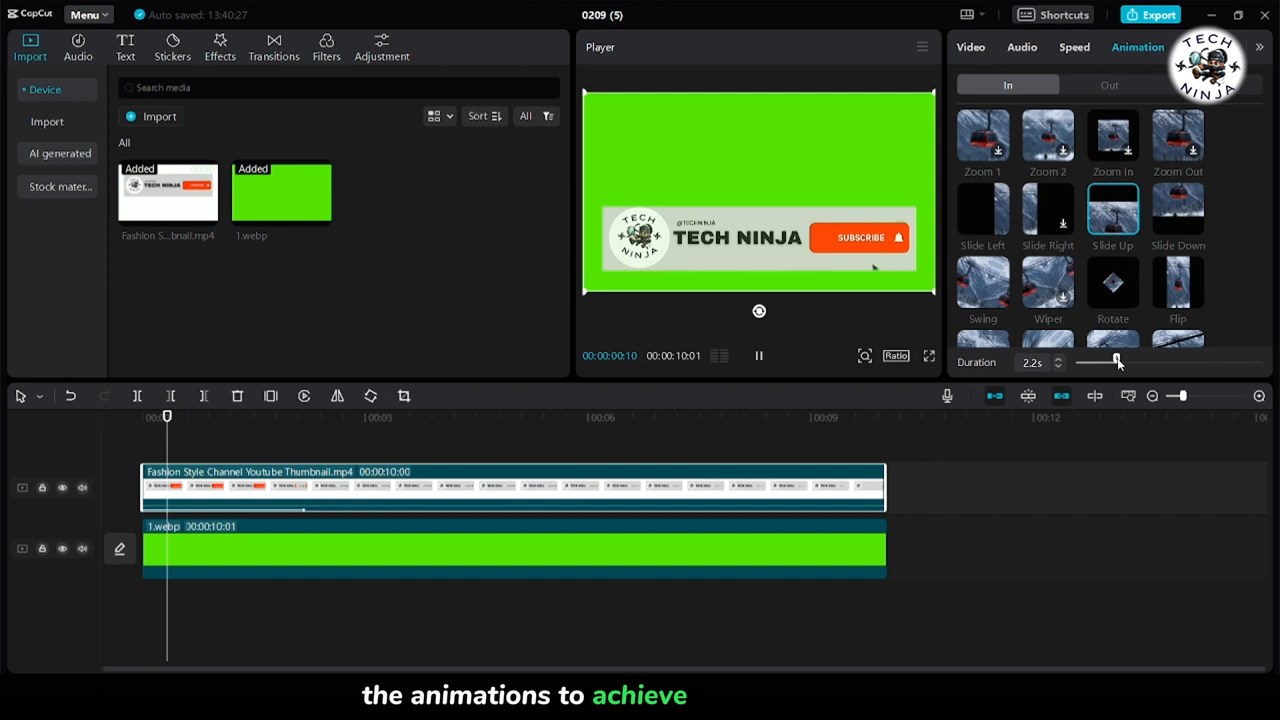 CapCut
Menu
Auto saved: 13:40:27
0209 (5)
Shortcuts
Export
Import
Audio
Text
Stickers
Effects
Transitions
Filters
Adjustment
Device
Import
AI generated
Stock mater...
Search media
Import
Sort
All
All
Added
TECH NINJA
Fashion S...bnail.mp4
Added
1.webp
Player
TECH
NINJA
@TECHNINJA
TECH NINJA
SUBSCRIBE
00:00:00:10
00:00:10:01
Ratio
Video
Audio
Speed
Animation
TECH
NINJA
In
Out
Zoom 1
Zoom 2
Zoom In
Zoom Out
Slide Left
Slide Right
Slide Up
Slide Down
Swing
Wiper
Rotate
Flip
Duration
2.2s
00:03
00:06
00:09
00:12
Fashion Style Channel Youtube Thumbnail.mp4 00:00:10:00
1.webp 00:00:10:01
the animations to achieve